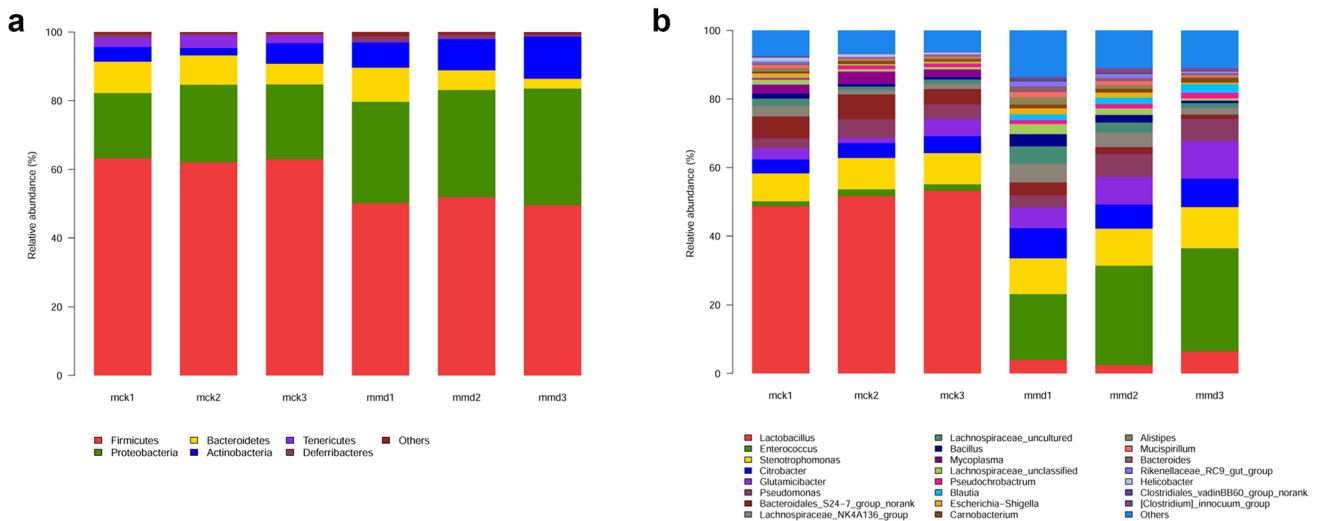 a
Relative abundance (%)
100
80
60
40
20
0
mck1 mck2 mck3 mmd1 mmd2 mmd3
Firmicutes Bacteroidetes Tenericutes Others
Proteobacteria Actinobacteria Deferribacteres
b
Relative abundance (%)
100
80
60
40
20
0
mck1 mck2 mck3 mmd1 mmd2 mmd3
Lactobacillus
Enterococcus
Stenotrophomonas
Citrobacter
Glutamicibacter
Pseudomonas
Bacteroidales_S24-7_group_norank
Lachnospiraceae_NK4A136_group
Lachnospiraceae_uncultured
Bacillus
Mycoplasma
Lachnospiraceae_unclassified
Pseudochrobactrum
Blautia
Escherichia-Shigella
Carnobacterium
Alistipes
Mucispirillum
Bacteroides
Rikenellaceae_RC9_gut_group
Helicobacter
Clostridiales_vadinBB60_group_norank
[Clostridium]_innocuum_group
Others